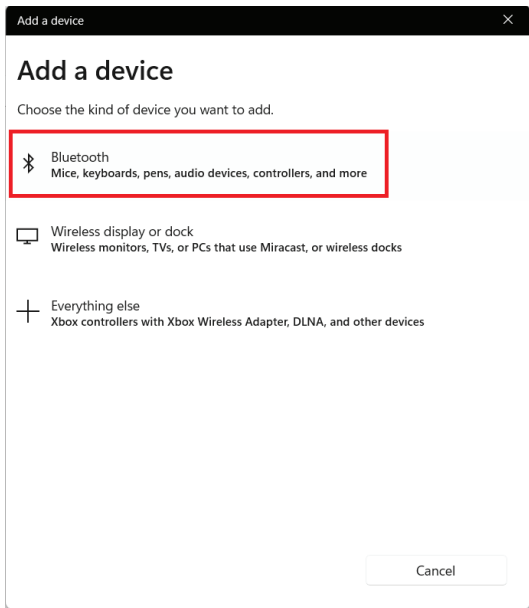 Add a device
Add a device
Choose the kind of device you want to add.
Bluetooth
Mice, keyboards, pens, audio devices, controllers, and more
Wireless display or dock
Wireless monitors, TVs, or PCs that use Miracast, or wireless docks
Everything else
Xbox controllers with Xbox Wireless Adapter, DLNA, and other devices
Cancel